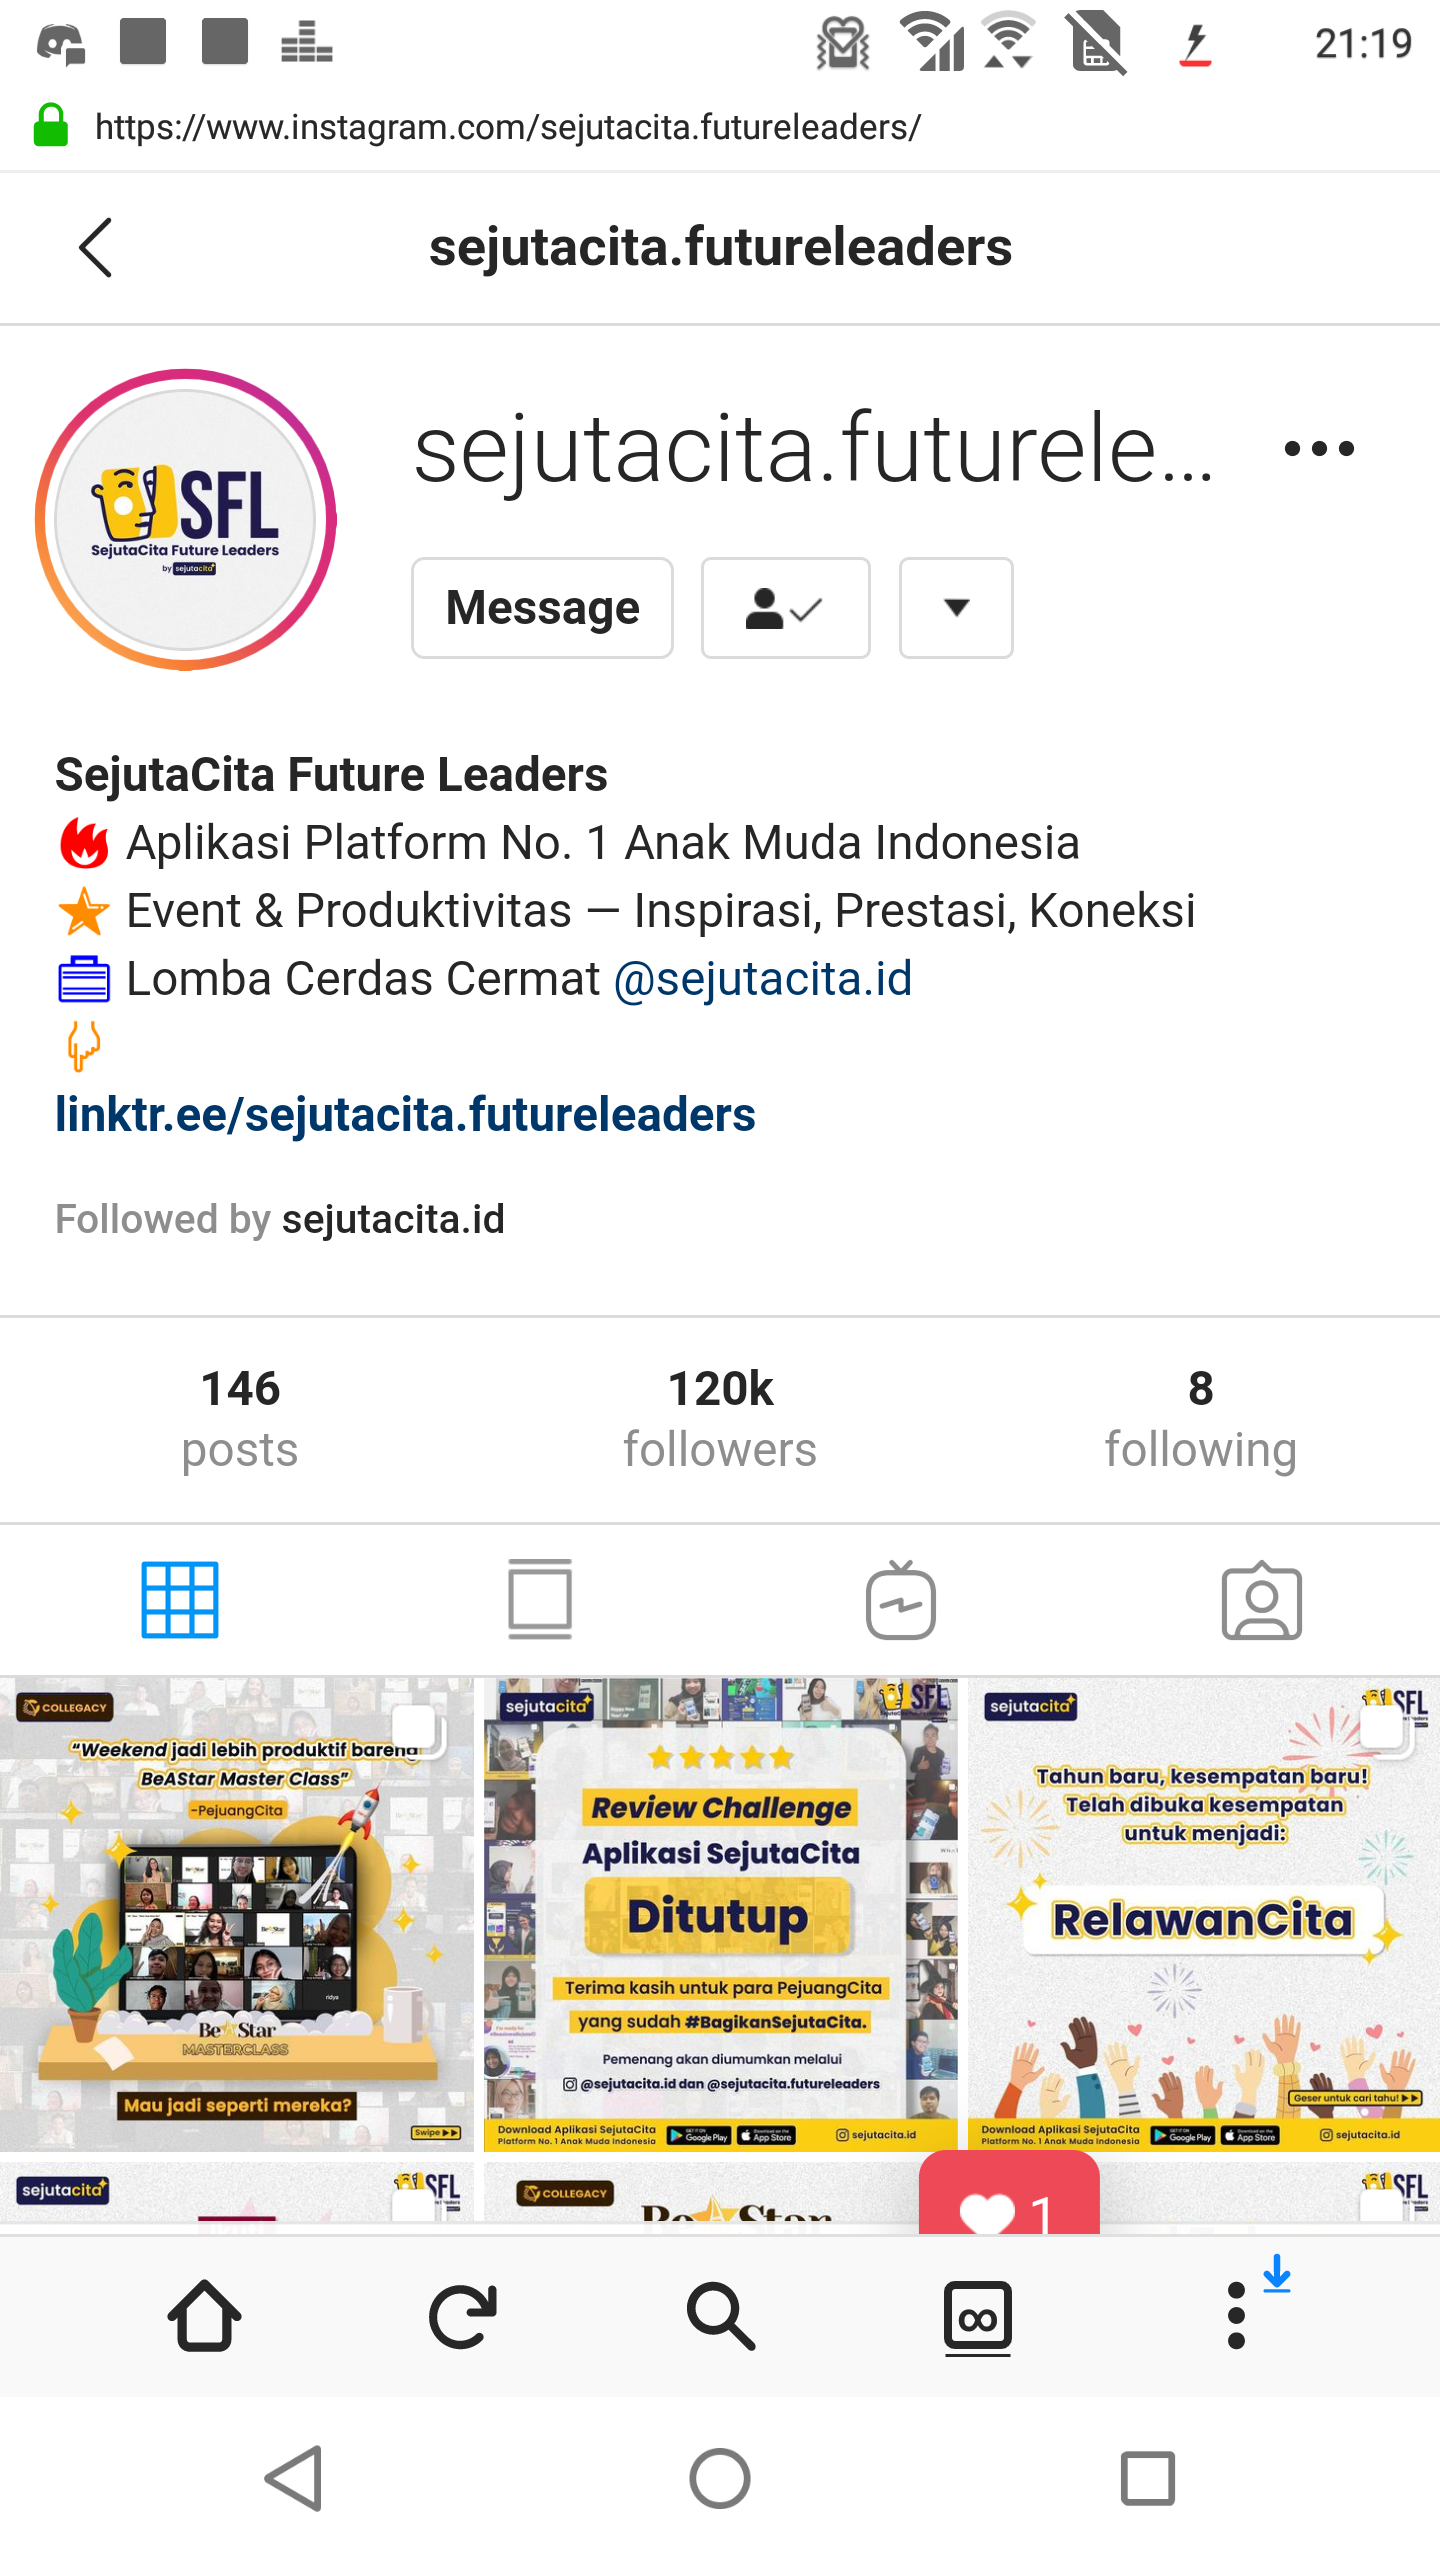 21:19
https://www.instagram.com/sejutacita.futureleaders/
sejutacita.futureleaders
SFL
SejutaCita Future Leaders
by sejutacita
sejutacita.futurele...
Message
SejutaCita Future Leaders
Aplikasi Platform No. 1 Anak Muda Indonesia
Event & Produktivitas — Inspirasi, Prestasi, Koneksi
Lomba Cerdas Cermat @sejutacita.id
linktr.ee/sejutacita.futureleaders
Followed by sejutacita.id
146 120k 8
posts followers following
COLLEGACY
“Weekend jadi lebih produktif bareng
BeAStar Master Class”
-PejuangCita
Be Star
MASTERCLASS
Mau jadi seperti mereka?
Swipe
sejutacita
SFL
Review Challenge
Aplikasi SejutaCita
Ditutup
Terima kasih untuk para PejuangCita
yang sudah #BagikanSejutaCita.
Pemenang akan diumumkan melalui
@sejutacita.id dan @sejutacita.futureleaders
Download Aplikasi SejutaCita
Platform No. 1 Anak Muda Indonesia
Google Play
App Store
sejutacita.id
sejutacita
SFL
Tahun baru, kesempatan baru!
Telah dibuka kesempatan
untuk menjadi:
RelawanCita
Geser untuk cari tahu!
Download Aplikasi SejutaCita
Platform No. 1 Anak Muda Indonesia
Google Play
App Store
sejutacita.id
sejutacita
SFL
COLLEGACY
Be Star
SFL
1